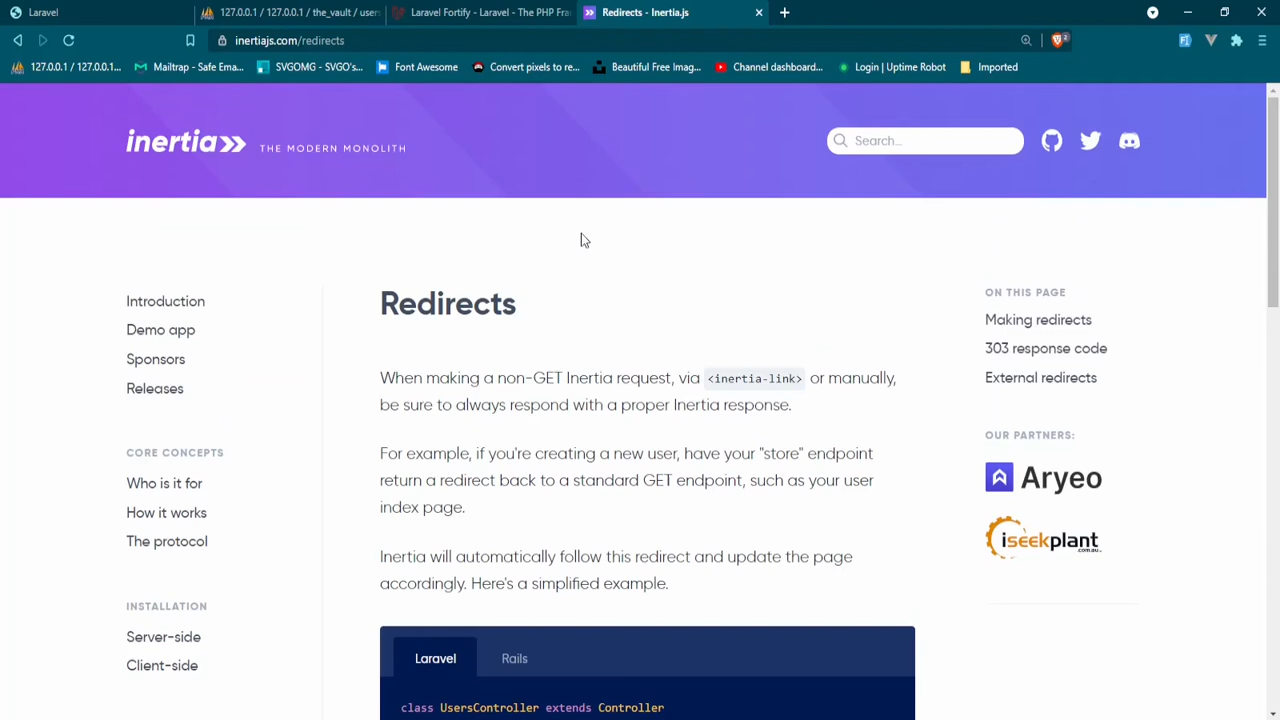 Laravel
127.0.0.1 / 127.0.0.1 / the_vault / users
Laravel Fortify - Laravel - The PHP Fra
Redirects - Inertia.js
inertiajs.com/redirects
2
127.0.0.1 / 127.0.0.1...
Mailtrap - Safe Ema...
SVGOMG - SVGO's...
Font Awesome
Convert pixels to re...
Beautiful Free Imag...
Channel dashboard...
Login | Uptime Robot
Imported
inertia
THE MODERN MONOLITH
Search...
Introduction
Demo app
Sponsors
Releases
CORE CONCEPTS
Who is it for
How it works
The protocol
INSTALLATION
Server-side
Client-side
Redirects
When making a non-GET Inertia request, via <inertia-link> or manually,
be sure to always respond with a proper Inertia response.
For example, if you're creating a new user, have your "store" endpoint
return a redirect back to a standard GET endpoint, such as your user
index page.
Inertia will automatically follow this redirect and update the page
accordingly. Here's a simplified example.
Laravel
Rails
class UsersController extends Controller
ON THIS PAGE
Making redirects
303 response code
External redirects
OUR PARTNERS:
Aryeo
iseekplant
.com.au